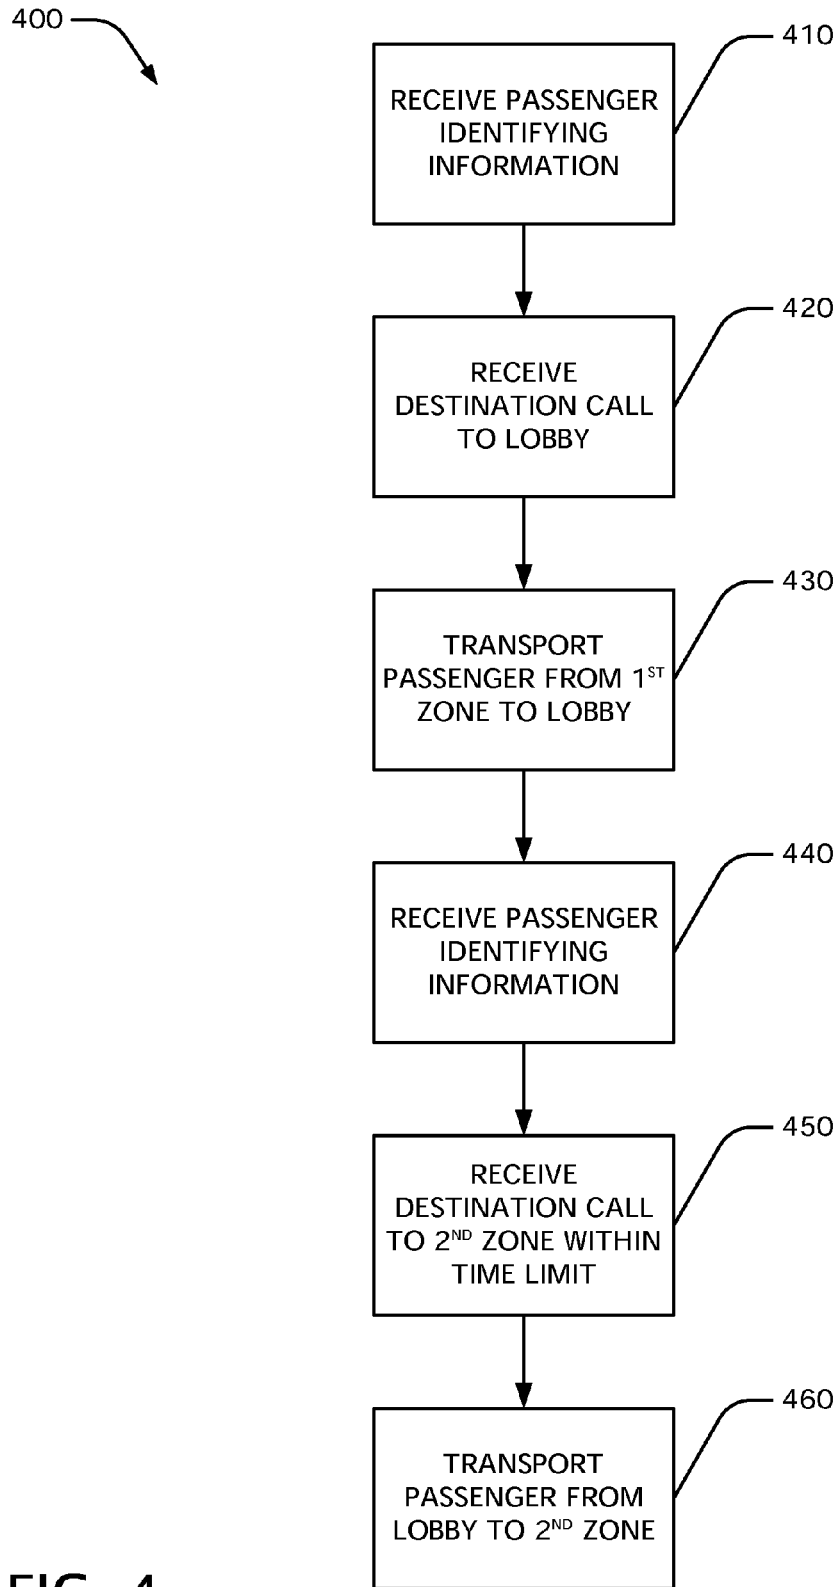 400
410
RECEIVE PASSENGER
IDENTIFYING
INFORMATION
420
RECEIVE
DESTINATION CALL
TO LOBBY
430
TRANSPORT
PASSENGER FROM 1ST
ZONE TO LOBBY
440
RECEIVE PASSENGER
IDENTIFYING
INFORMATION
450
RECEIVE
DESTINATION CALL
TO 2ND ZONE WITHIN
TIME LIMIT
460
TRANSPORT
PASSENGER FROM
LOBBY TO 2ND ZONE
FIG. 4